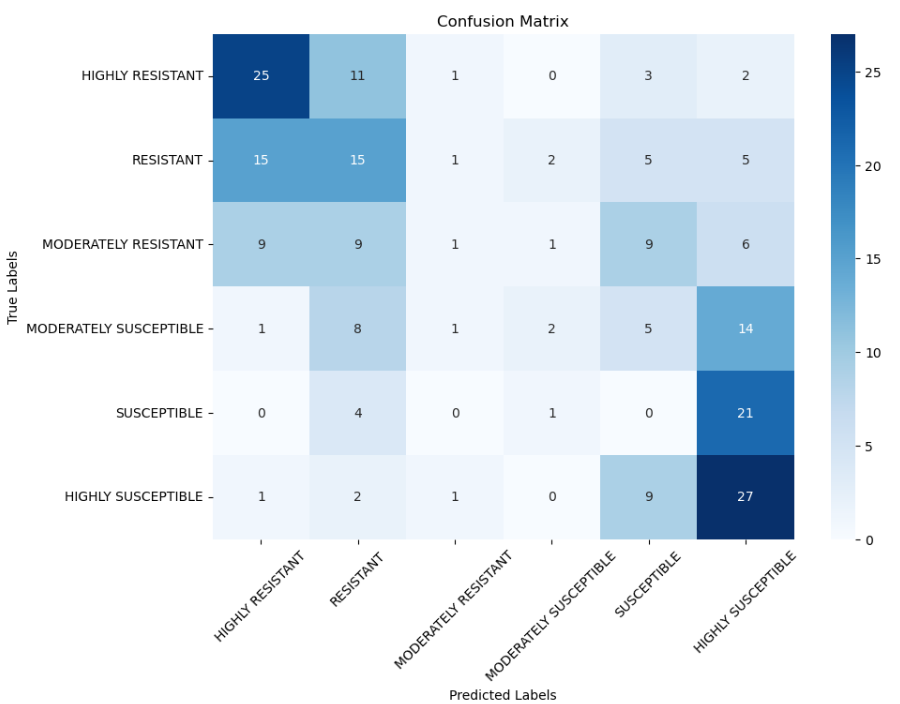 Confusion Matrix
True Labels
HIGHLY RESISTANT 25 11 1 0 3 2
RESISTANT 15 15 1 2 5 5
MODERATELY RESISTANT 9 9 1 1 9 6
MODERATELY SUSCEPTIBLE 1 8 1 2 5 14
SUSCEPTIBLE 0 4 0 1 0 21
HIGHLY SUSCEPTIBLE 1 2 1 0 9 27
HIGHLY RESISTANT
RESISTANT
MODERATELY RESISTANT
MODERATELY SUSCEPTIBLE
SUSCEPTIBLE
HIGHLY SUSCEPTIBLE
Predicted Labels
25
20
15
10
5
0